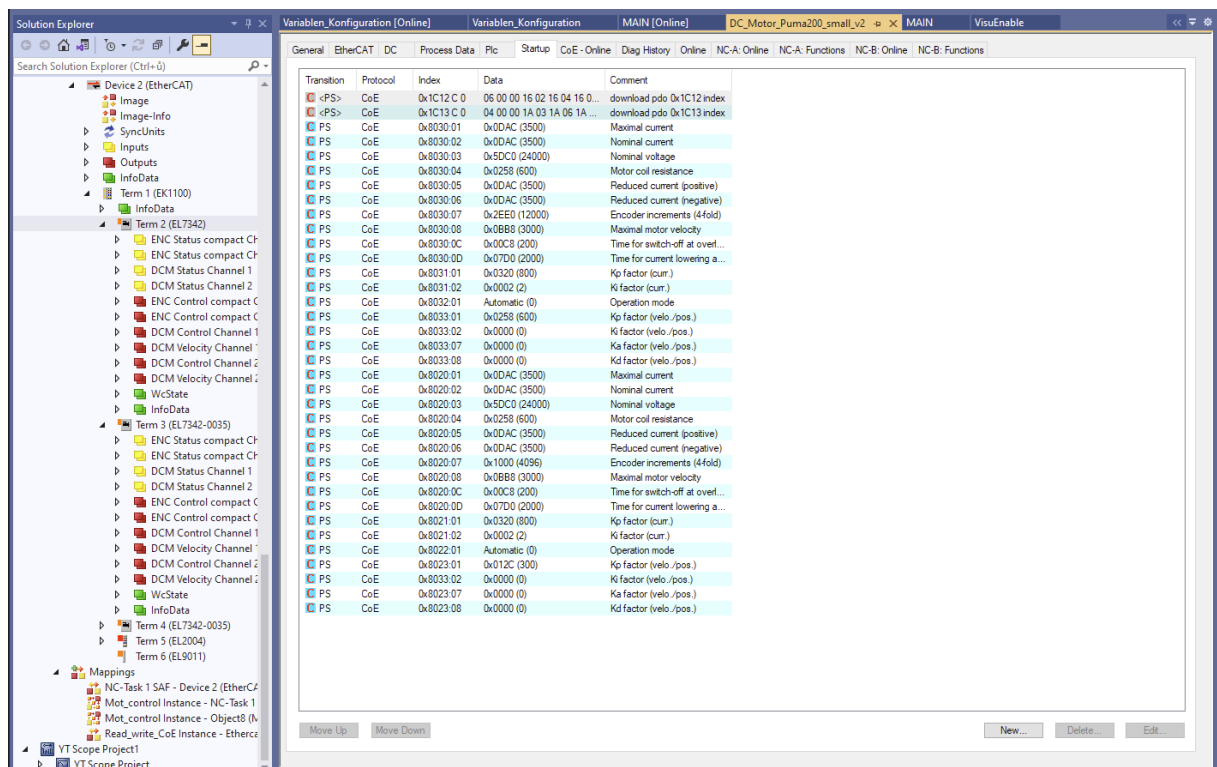 Solution Explorer
Search Solution Explorer (Ctrl+ů)
Device 2 (EtherCAT)
Image
Image-Info
SyncUnits
Inputs
Outputs
InfoData
Term 1 (EK1100)
InfoData
Term 2 (EL7342)
ENC Status compact Ch
ENC Status compact Ch
DCM Status Channel 1
DCM Status Channel 2
ENC Control compact C
ENC Control compact C
DCM Control Channel 1
DCM Velocity Channel
DCM Control Channel 2
DCM Velocity Channel 2
WcState
InfoData
Term 3 (EL7342-0035)
ENC Status compact Ch
ENC Status compact Ch
DCM Status Channel 1
DCM Status Channel 2
ENC Control compact C
ENC Control compact C
DCM Control Channel 1
DCM Velocity Channel
DCM Control Channel 2
DCM Velocity Channel 2
WcState
InfoData
Term 4 (EL7342-0035)
Term 5 (EL2004)
Term 6 (EL9011)
Mappings
NC-Task 1 SAF - Device 2 (EtherCA
Mot_control Instance - NC-Task 1
Mot_control Instance - Object8 (N
Read_write_CoE Instance - Etherca
YT Scope Project1
YT Scope Project
Variablen_Konfiguration [Online] Variablen_Konfiguration MAIN [Online] DC_Motor_Puma200_small_v2 MAIN VisuEnable
General EtherCAT DC Process Data Plc Startup CoE - Online Diag History Online NC-A: Online NC-A: Functions NC-B: Online NC-B: Functions
Transition Protocol Index Data Comment
C <PS> CoE 0x1C12 C 0 06 00 00 16 02 16 04 16 0... download pdo 0x1C12 index
C <PS> CoE 0x1C13 C 0 04 00 00 1A 03 1A 06 1A ... download pdo 0x1C13 index
C PS CoE 0x8030:01 0x0DAC (3500) Maximal current
C PS CoE 0x8030:02 0x0DAC (3500) Nominal current
C PS CoE 0x8030:03 0x5DC0 (24000) Nominal voltage
C PS CoE 0x8030:04 0x0258 (600) Motor coil resistance
C PS CoE 0x8030:05 0x0DAC (3500) Reduced current (positive)
C PS CoE 0x8030:06 0x0DAC (3500) Reduced current (negative)
C PS CoE 0x8030:07 0x2EE0 (12000) Encoder increments (4-fold)
C PS CoE 0x8030:08 0x0BB8 (3000) Maximal motor velocity
C PS CoE 0x8030:0C 0x00C8 (200) Time for switch-off at overl...
C PS CoE 0x8030:0D 0x07D0 (2000) Time for current lowering a...
C PS CoE 0x8031:01 0x0320 (800) Kp factor (curr.)
C PS CoE 0x8031:02 0x0002 (2) Ki factor (curr.)
C PS CoE 0x8032:01 Automatic (0) Operation mode
C PS CoE 0x8033:01 0x0258 (600) Kp factor (velo./pos.)
C PS CoE 0x8033:02 0x0000 (0) Ki factor (velo./pos.)
C PS CoE 0x8033:07 0x0000 (0) Ka factor (velo./pos.)
C PS CoE 0x8033:08 0x0000 (0) Kd factor (velo./pos.)
C PS CoE 0x8020:01 0x0DAC (3500) Maximal current
C PS CoE 0x8020:02 0x0DAC (3500) Nominal current
C PS CoE 0x8020:03 0x5DC0 (24000) Nominal voltage
C PS CoE 0x8020:04 0x0258 (600) Motor coil resistance
C PS CoE 0x8020:05 0x0DAC (3500) Reduced current (positive)
C PS CoE 0x8020:06 0x0DAC (3500) Reduced current (negative)
C PS CoE 0x8020:07 0x1000 (4096) Encoder increments (4-fold)
C PS CoE 0x8020:08 0x0BB8 (3000) Maximal motor velocity
C PS CoE 0x8020:0C 0x00C8 (200) Time for switch-off at overl...
C PS CoE 0x8020:0D 0x07D0 (2000) Time for current lowering a...
C PS CoE 0x8021:01 0x0320 (800) Kp factor (curr.)
C PS CoE 0x8021:02 0x0002 (2) Ki factor (curr.)
C PS CoE 0x8022:01 Automatic (0) Operation mode
C PS CoE 0x8023:01 0x012C (300) Kp factor (velo./pos.)
C PS CoE 0x8033:02 0x0000 (0) Ki factor (velo./pos.)
C PS CoE 0x8023:07 0x0000 (0) Ka factor (velo./pos.)
C PS CoE 0x8023:08 0x0000 (0) Kd factor (velo./pos.)
Move Up Move Down New... Delete... Edit...